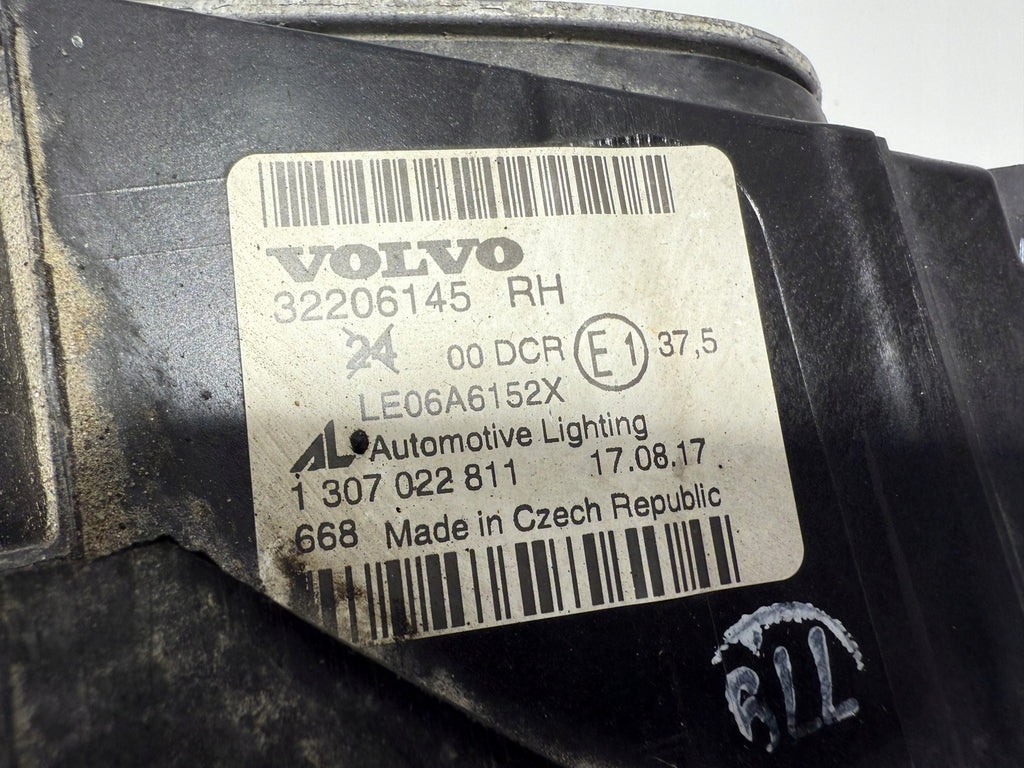 VOLVO
32206145 RH
24 00 DCR E1 37,5
LE06A6152X
AL Automotive Lighting
1 307 022 811 17.08.17
668 Made in Czech Republic